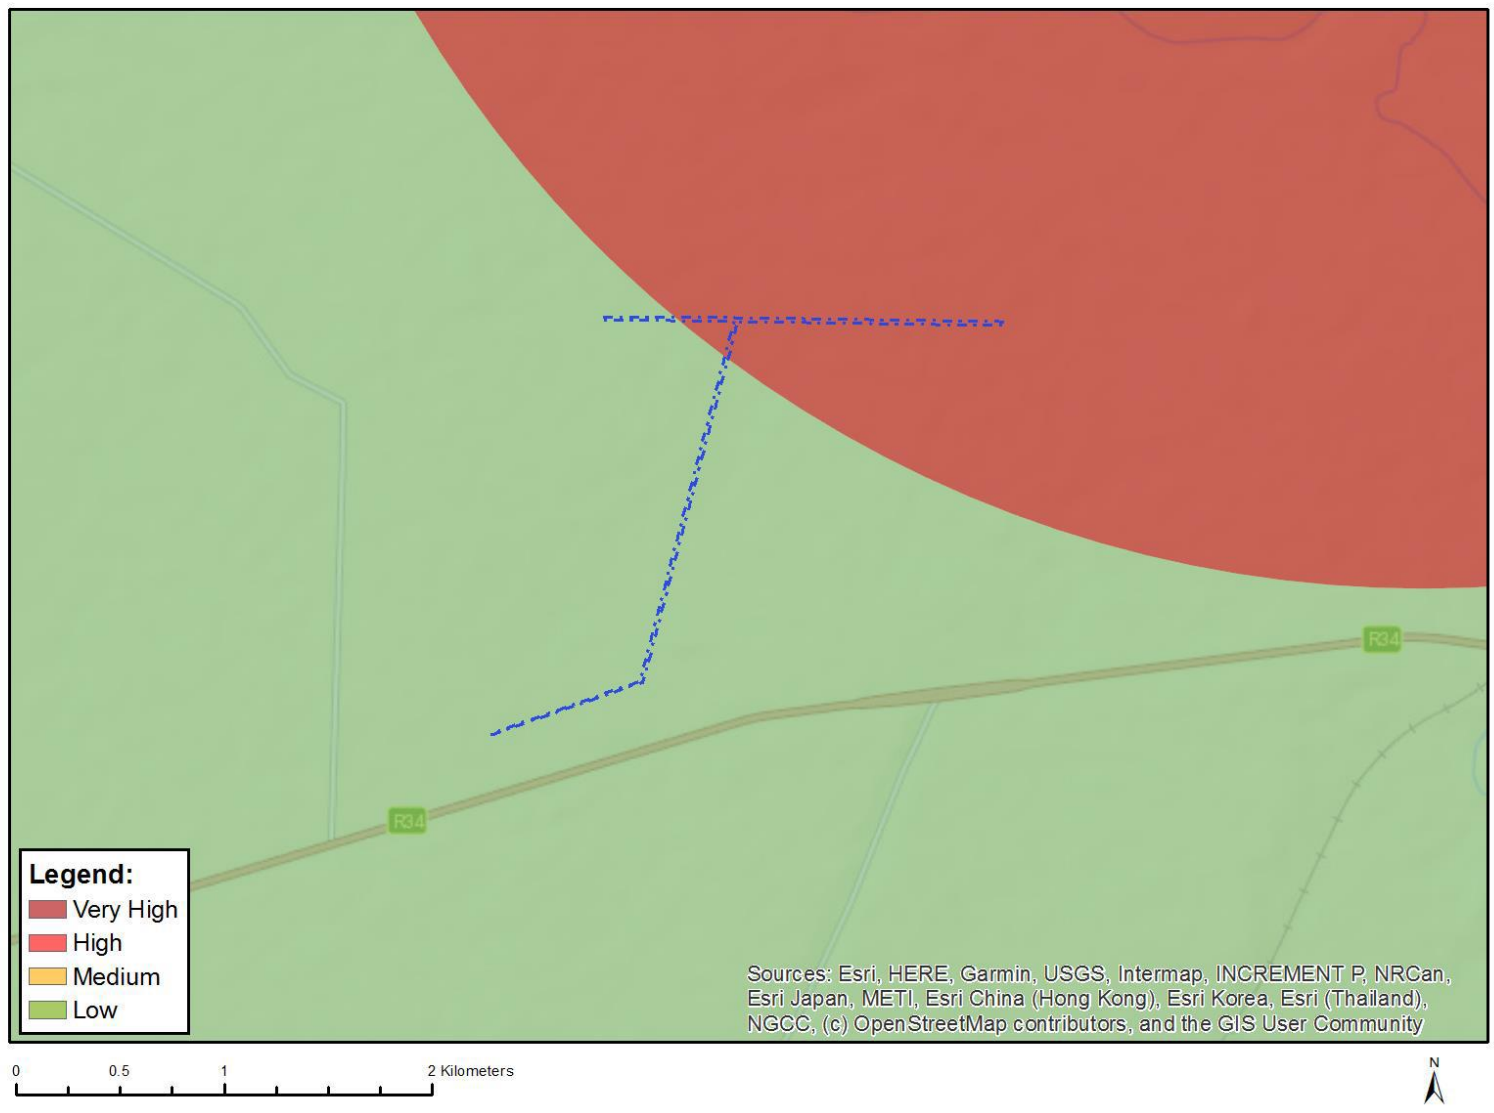 R34
R34
Legend:
Very High
High
Medium
Low
Sources: Esri, HERE, Garmin, USGS, Intermap, INCREMENT P, NRCan,
Esri Japan, METI, Esri China (Hong Kong), Esri Korea, Esri (Thailand),
NGCC, (c) OpenStreetMap contributors, and the GIS User Community
0 0.5 1 2 Kilometers
N